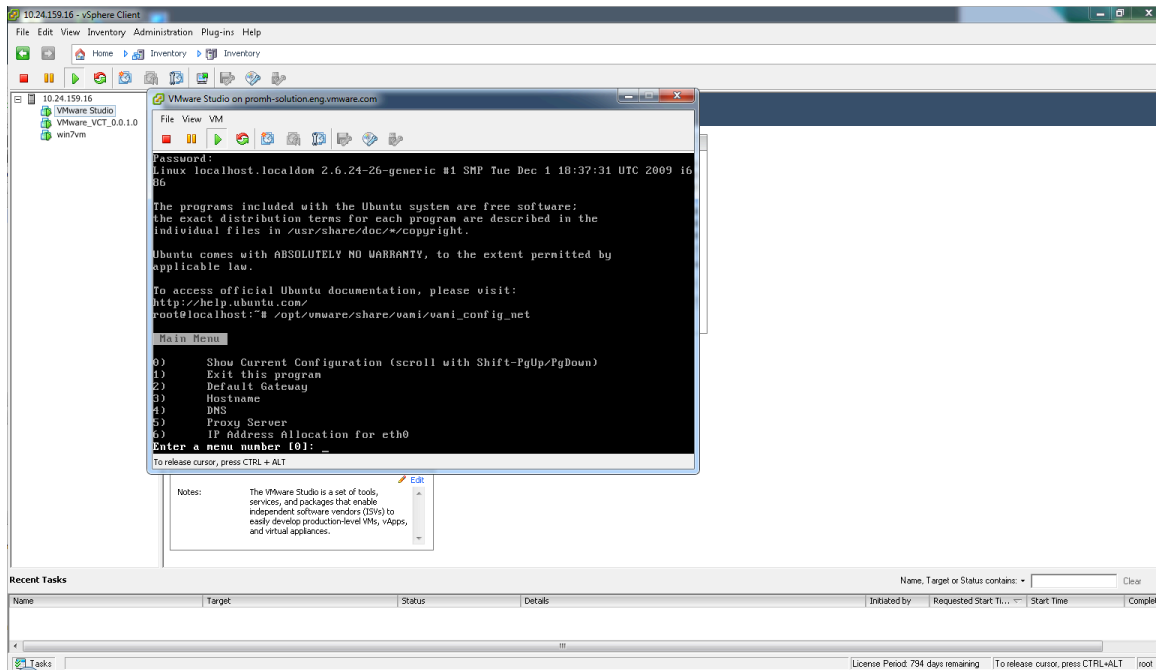 10.24.159.16 - vSphere Client
File Edit View Inventory Administration Plug-ins Help
Home Inventory Inventory
10.24.159.16
VMware Studio
VMware_VCT_0.0.1.0
win7vm
VMware Studio on promh-solution.eng.vmware.com
File View VM
Password:
Linux localhost.localdom 2.6.24-26-generic #1 SMP Tue Dec 1 18:37:31 UTC 2009 i6
86
The programs included with the Ubuntu system are free software;
the exact distribution terms for each program are described in the
individual files in /usr/share/doc/*/copyright.
Ubuntu comes with ABSOLUTELY NO WARRANTY, to the extent permitted by
applicable law.
To access official Ubuntu documentation, please visit:
http://help.ubuntu.com/
root@localhost:~# /opt/vmware/share/vami/vami_config_net
Main Menu
0) Show Current Configuration (scroll with Shift-PgUp/PgDown)
1) Exit this program
2) Default Gateway
3) Hostname
4) DNS
5) Proxy Server
6) IP Address Allocation for eth0
Enter a menu number [0]: _
To release cursor, press CTRL + ALT
Edit
Notes: The VMware Studio is a set of tools,
services, and packages that enable
independent software vendors (ISVs) to
easily develop production-level VMs, vApps,
and virtual appliances.
Recent Tasks Name, Target or Status contains: Clear
Name Target Status Details Initiated by Requested Start Ti... Start Time Comple
Tasks License Period: 794 days remaining To release cursor, press CTRL+ALT root